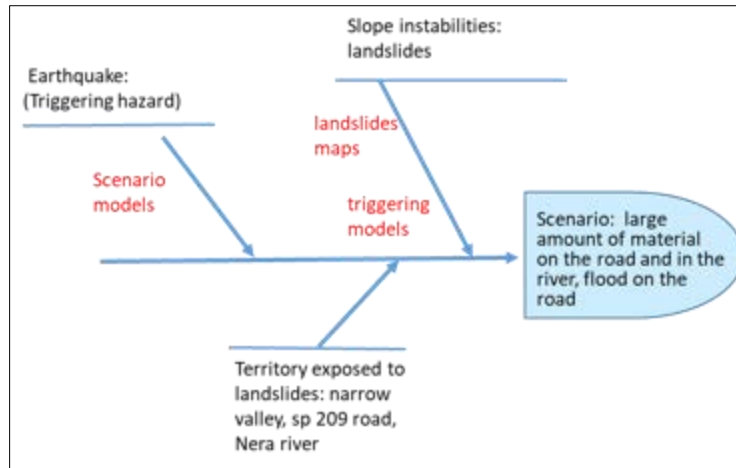 Slope instabilities:
landslides
Earthquake:
(Triggering hazard)
landslides
maps
Scenario
models
triggering
models
Scenario: large
amount of material
on the road and in the
river, flood on the
road
Territory exposed to
landslides: narrow
valley, sp 209 road,
Nera river